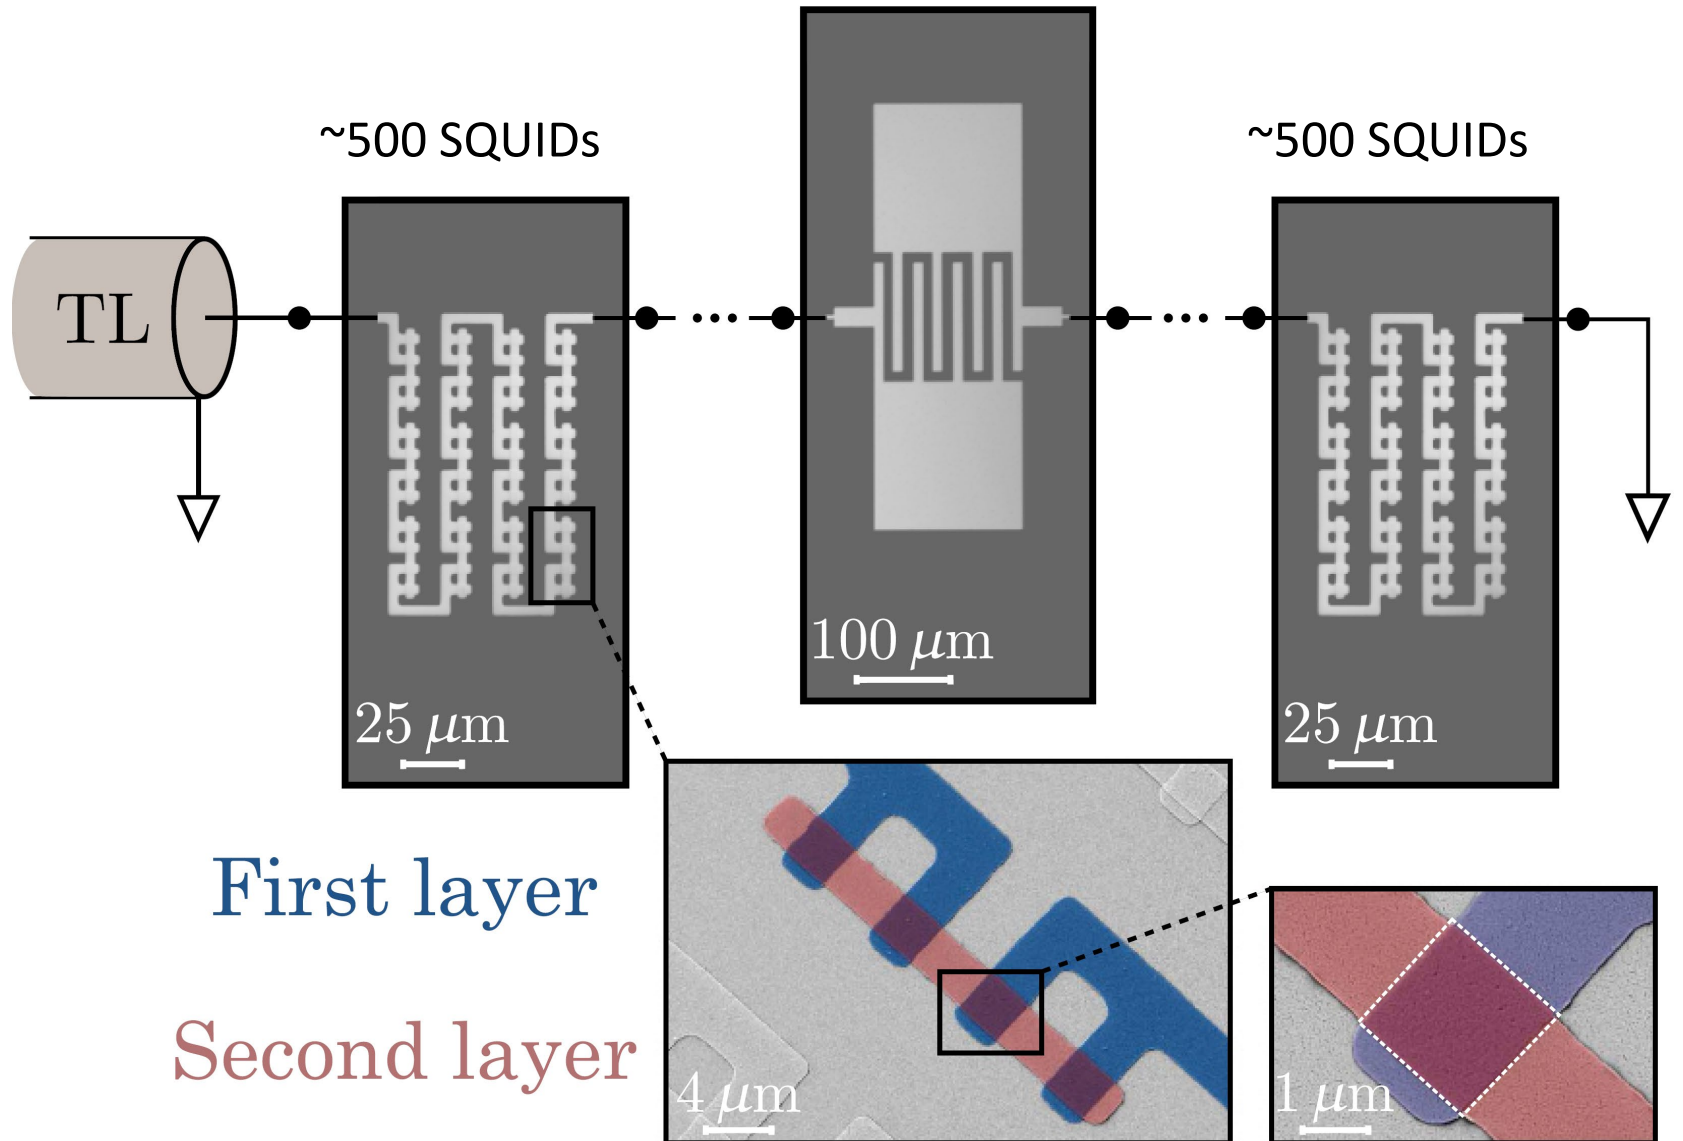 ~500 SQUIDs
~500 SQUIDs
TL
100 μm
25 μm
25 μm
First layer
Second layer
4 μm
1 μm